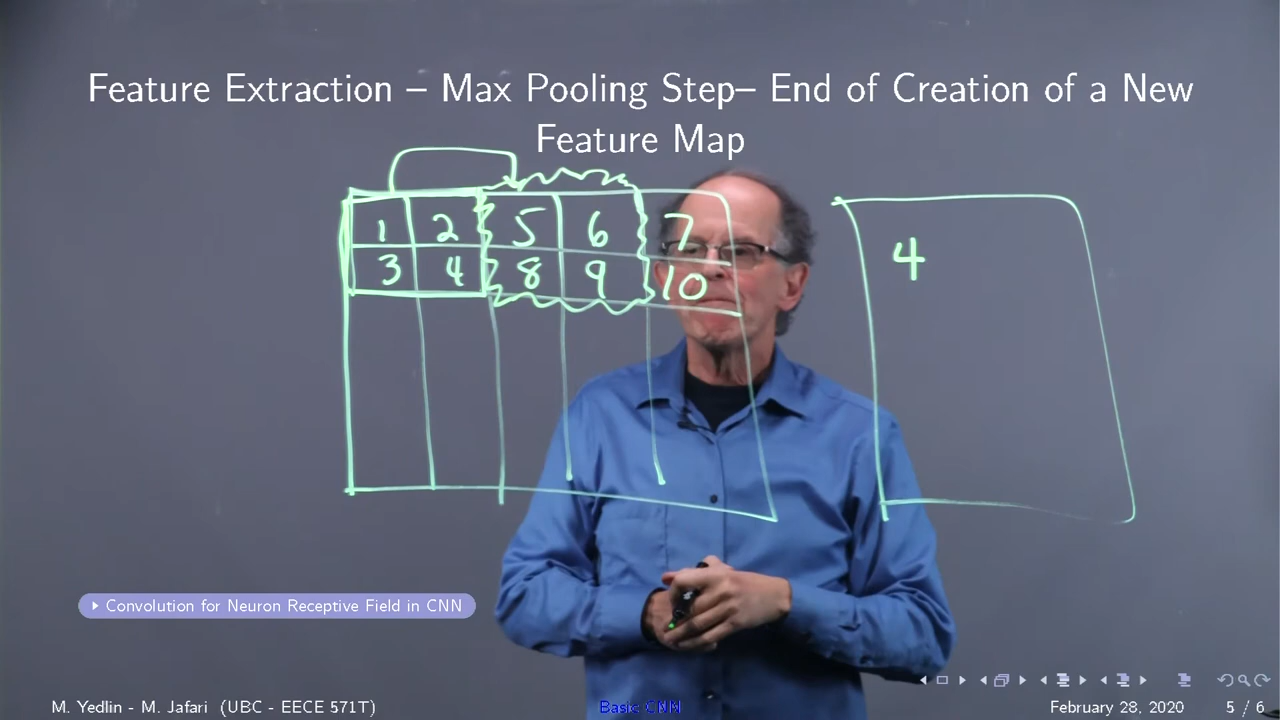 Feature Extraction – Max Pooling Step– End of Creation of a New
Feature Map
1 2 5 6 7
3 4 8 9 10
4
Convolution for Neuron Receptive Field in CNN
M. Yedlin - M. Jafari (UBC - EECE 571T) Basic CNN February 28, 2020 5 / 6